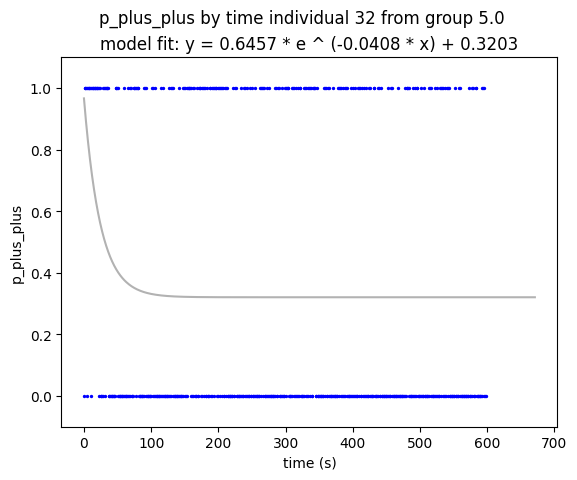 p_plus_plus by time individual 32 from group 5.0
model fit: y = 0.6457 * e ^ (-0.0408 * x) + 0.3203
1.0
0.8
0.6
0.4
0.2
0.0
p_plus_plus
0 100 200 300 400 500 600 700
time (s)